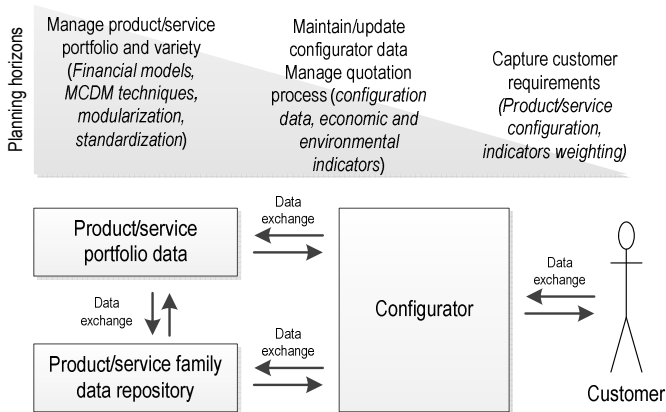 Planning horizons
Manage product/service
portfolio and variety
(Financial models,
MCDM techniques,
modularization,
standardization)
Maintain/update
configurator data
Manage quotation
process (configuration
data, economic and
environmental
indicators)
Capture customer
requirements
(Product/service
configuration,
indicators weighting)
Product/service
portfolio data
Data
exchange
Data
exchange
Product/service family
data repository
Data
exchange
Configurator
Data
exchange
Customer